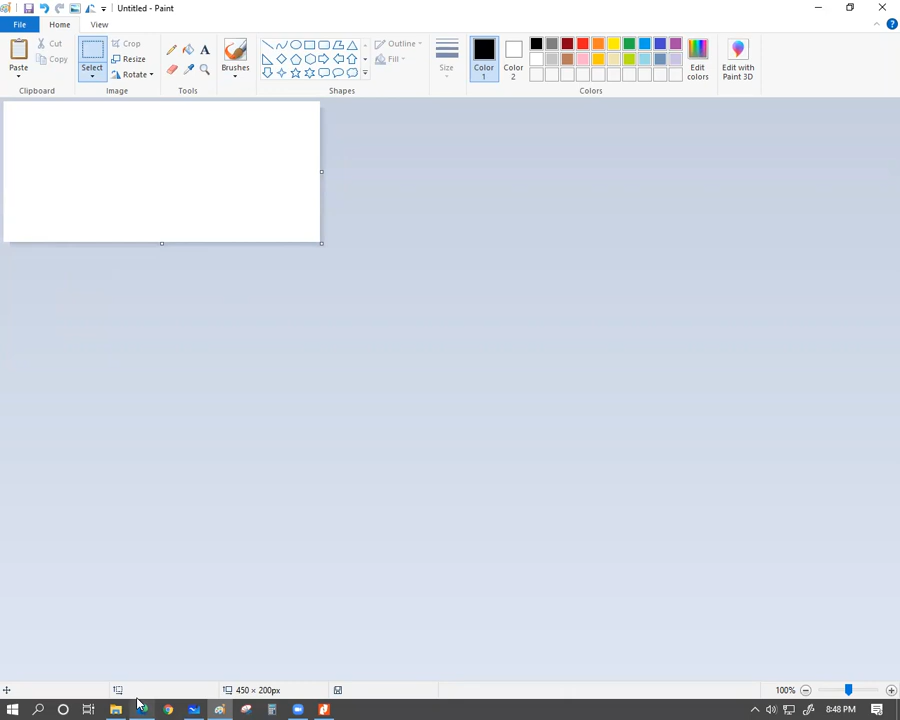 Untitled - Paint
File
Home
View
Paste
Cut
Copy
Clipboard
Select
Crop
Resize
Rotate
Image
A
Tools
Brushes
Outline
Fill
Shapes
Size
Color
1
Color
2
Edit
colors
Edit with
Paint 3D
Colors
450 × 200px
100%
8:48 PM